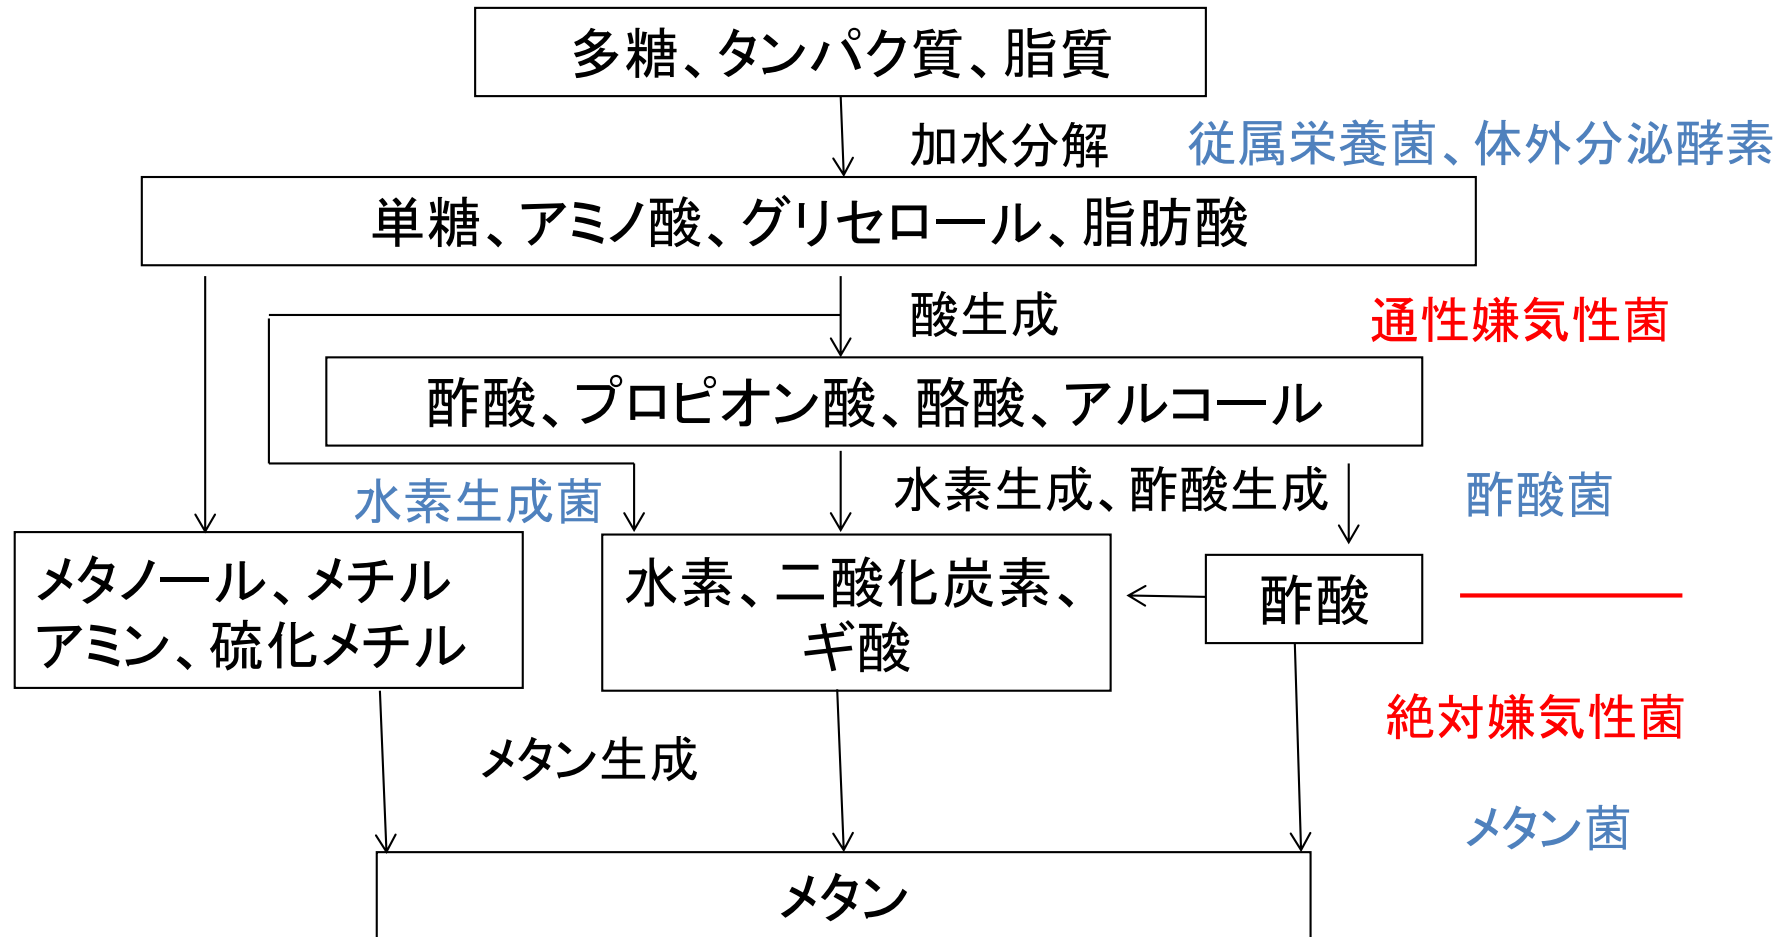 多糖、タンパク質、脂質
加水分解
従属栄養菌、体外分泌酵素
単糖、アミノ酸、グリセロール、脂肪酸
酸生成
通性嫌気性菌
酢酸、プロピオン酸、酪酸、アルコール
水素生成菌
水素生成、酢酸生成
酢酸菌
メタノール、メチル
アミン、硫化メチル
水素、二酸化炭素、
ギ酸
酢酸
絶対嫌気性菌
メタン生成
メタン菌
メタン